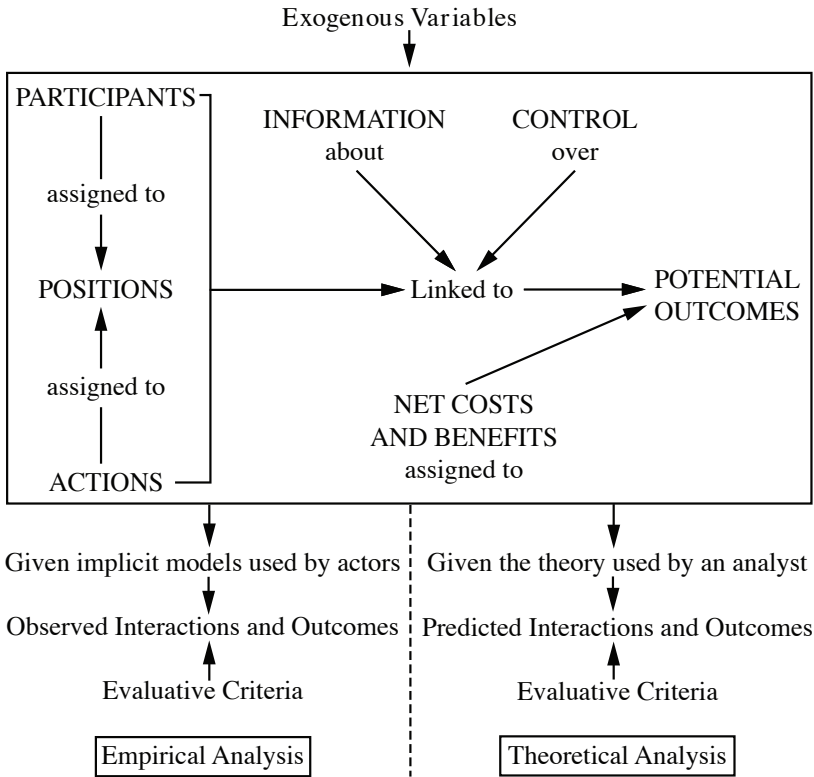 Exogenous Variables
PARTICIPANTS
assigned to
POSITIONS
assigned to
ACTIONS
INFORMATION
about
CONTROL
over
Linked to
POTENTIAL
OUTCOMES
NET COSTS
AND BENEFITS
assigned to
Given implicit models used by actors
Observed Interactions and Outcomes
Evaluative Criteria
Empirical Analysis
Given the theory used by an analyst
Predicted Interactions and Outcomes
Evaluative Criteria
Theoretical Analysis